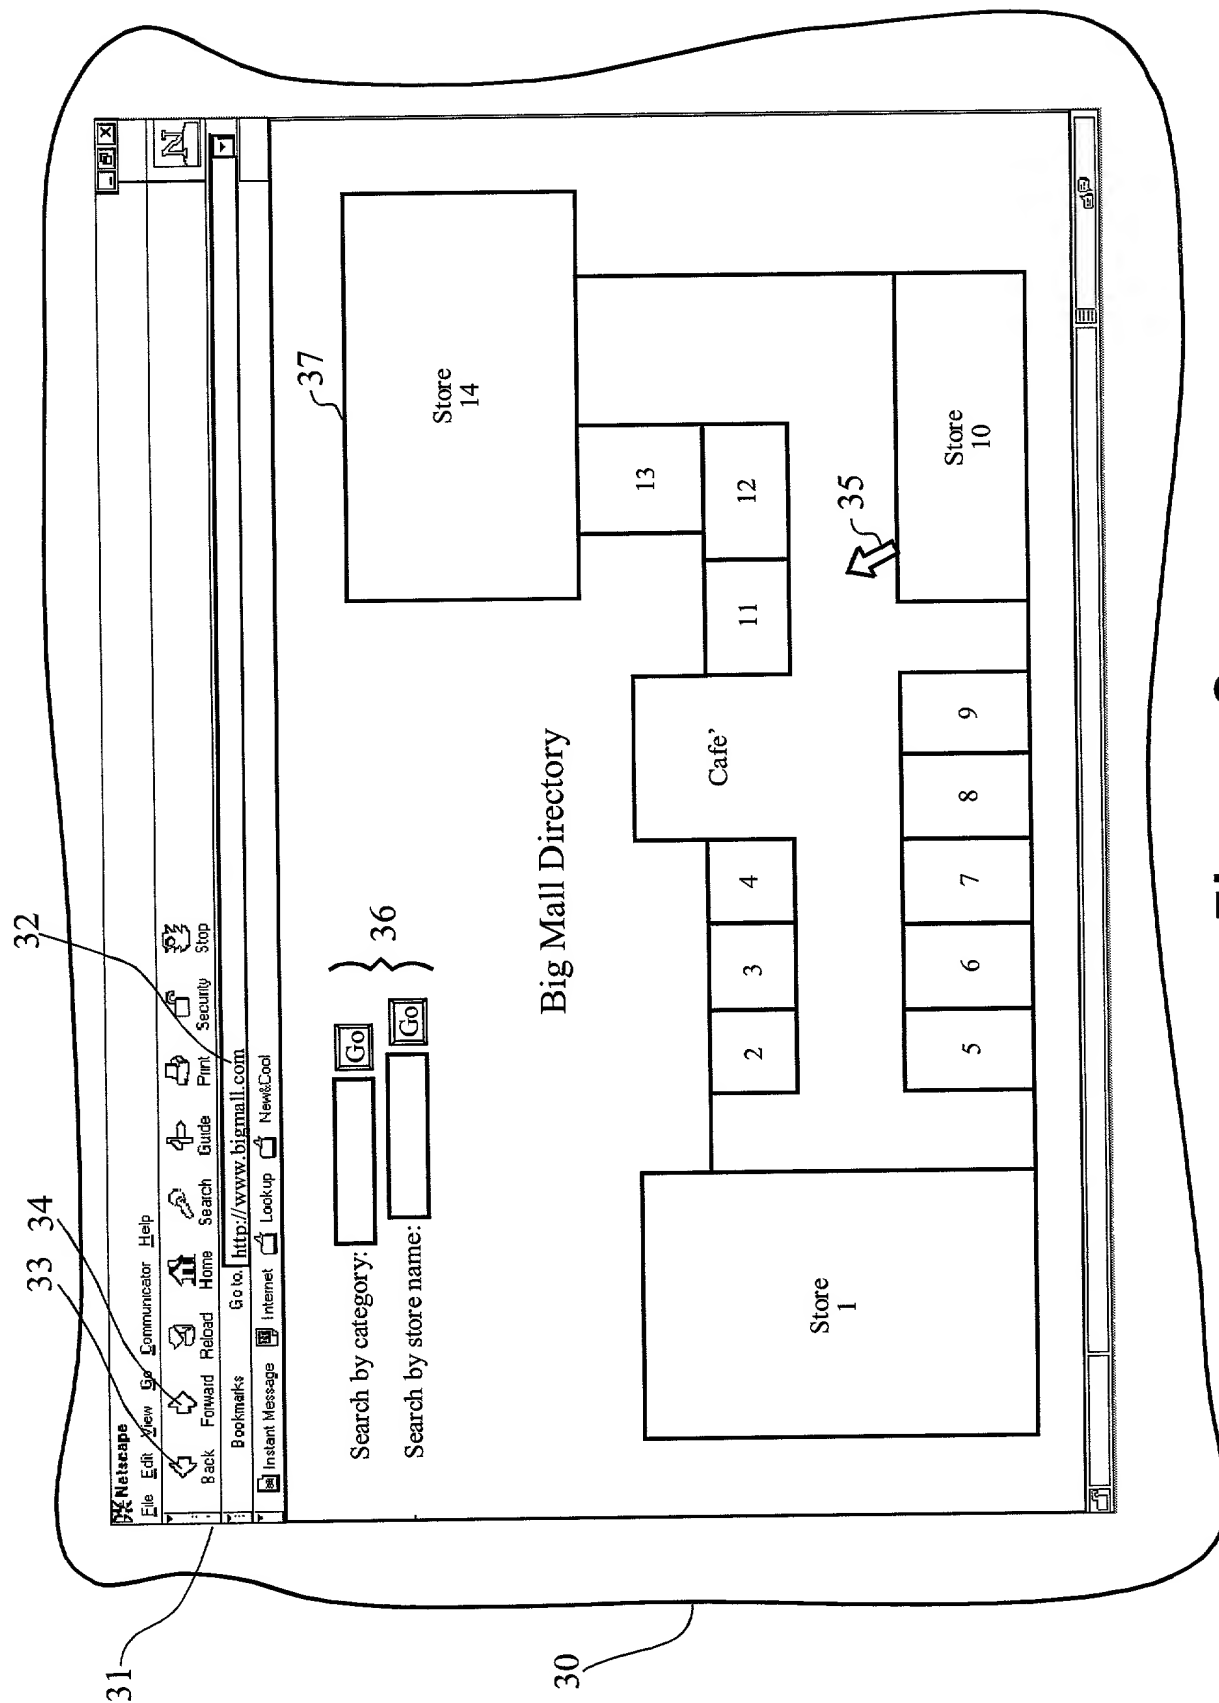 32
34
33
31
Netscape
File Edit View Go Communicator Help
Back Forward Reload Home Search Guide Print Security Stop
N
Bookmarks Go to: http://www.bigmall.com
Instant Message Internet Lookup New&Cool
Search by category: Go
Search by store name: Go
36
37
Big Mall Directory
Store
14
13
Cafe'
2 3 4 11 12
35
Store
1
5 6 7 8 9
Store
10
30